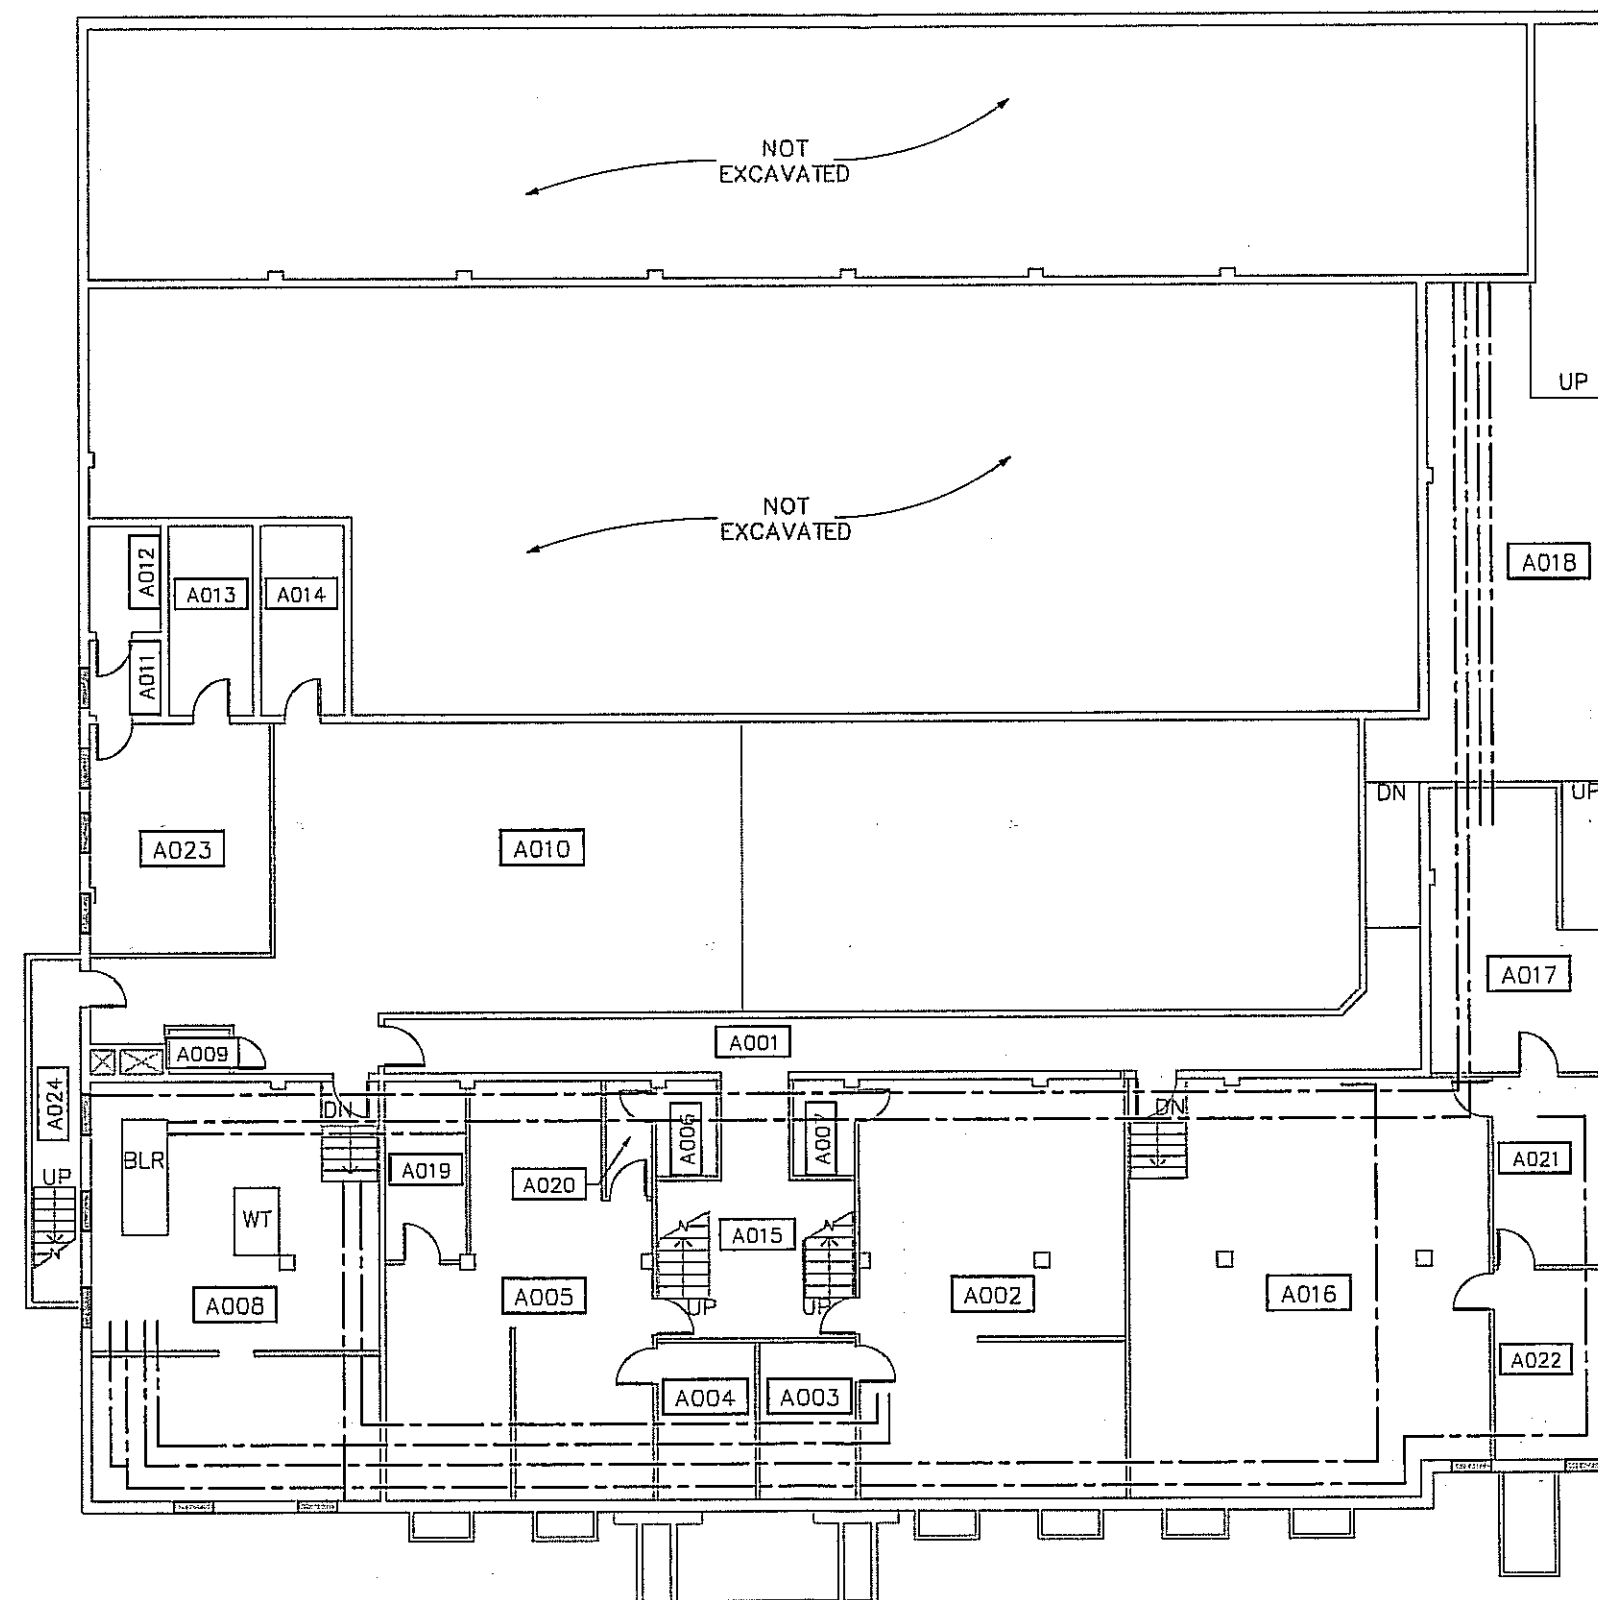 NOT
EXCAVATED
UP
NOT
EXCAVATED
A012
A013
A014
A018
A011
DN
UP
A023
A010
A017
A001
A009
A024
DN
DN
A006
A007
BLR
A019
A020
A021
UP
WT
A015
A008
A005
UP
UP
A002
A016
A022
A004
A003